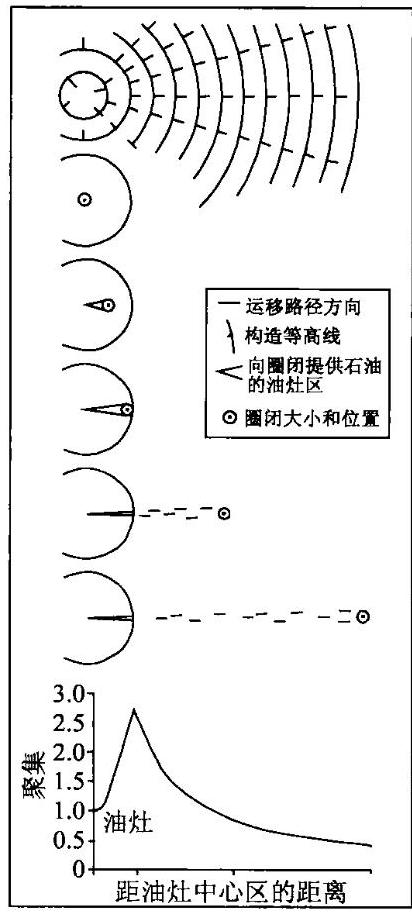 运移路径方向
构造等高线
向圈闭提供石油
的油灶区
圈闭大小和位置
3.0
2.5
2.0
1.5
1.0
0.5
0
聚集
油灶
距油灶中心区的距离